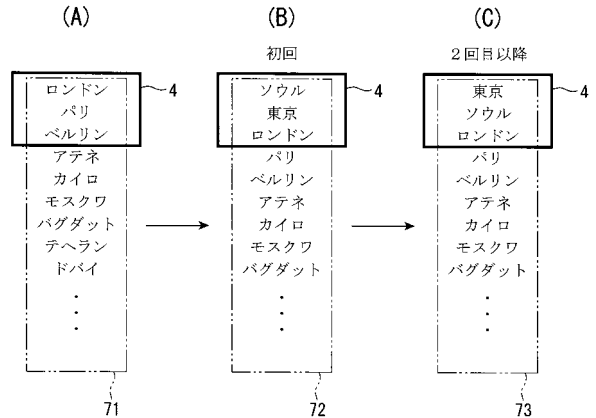 (A)
(B)
(C)
初回
2回目以降
ロンドン
パリ
ベルリン
アテネ
カイロ
モスクワ
バグダット
テヘラン
ドバイ
4
71
ソウル
東京
ロンドン
パリ
ベルリン
アテネ
カイロ
モスクワ
バグダット
4
72
東京
ソウル
ロンドン
パリ
ベルリン
アテネ
カイロ
モスクワ
バグダット
4
73